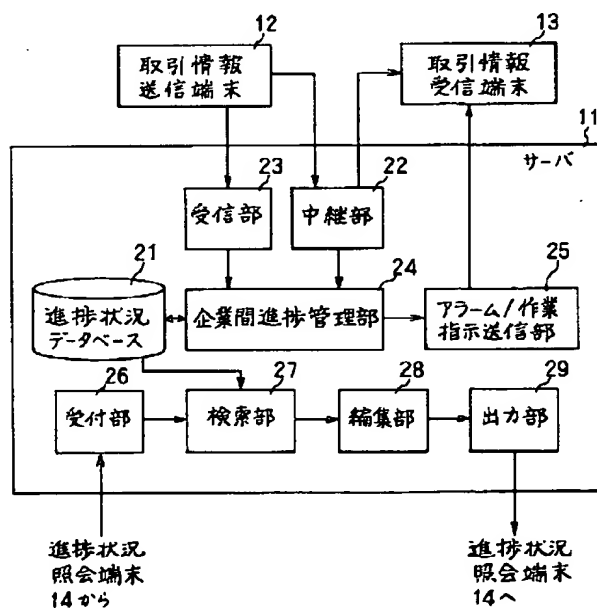 12
取引情報
送信端末
13
取引情報
受信端末
11
サーバ
23
受信部
22
中継部
21
進捗状況
データベース
24
企業間進捗管理部
25
アラーム/作業
指示送信部
26
受付部
27
検索部
28
編集部
29
出力部
進捗状況
照会端末
14から
進捗状況
照会端末
14へ